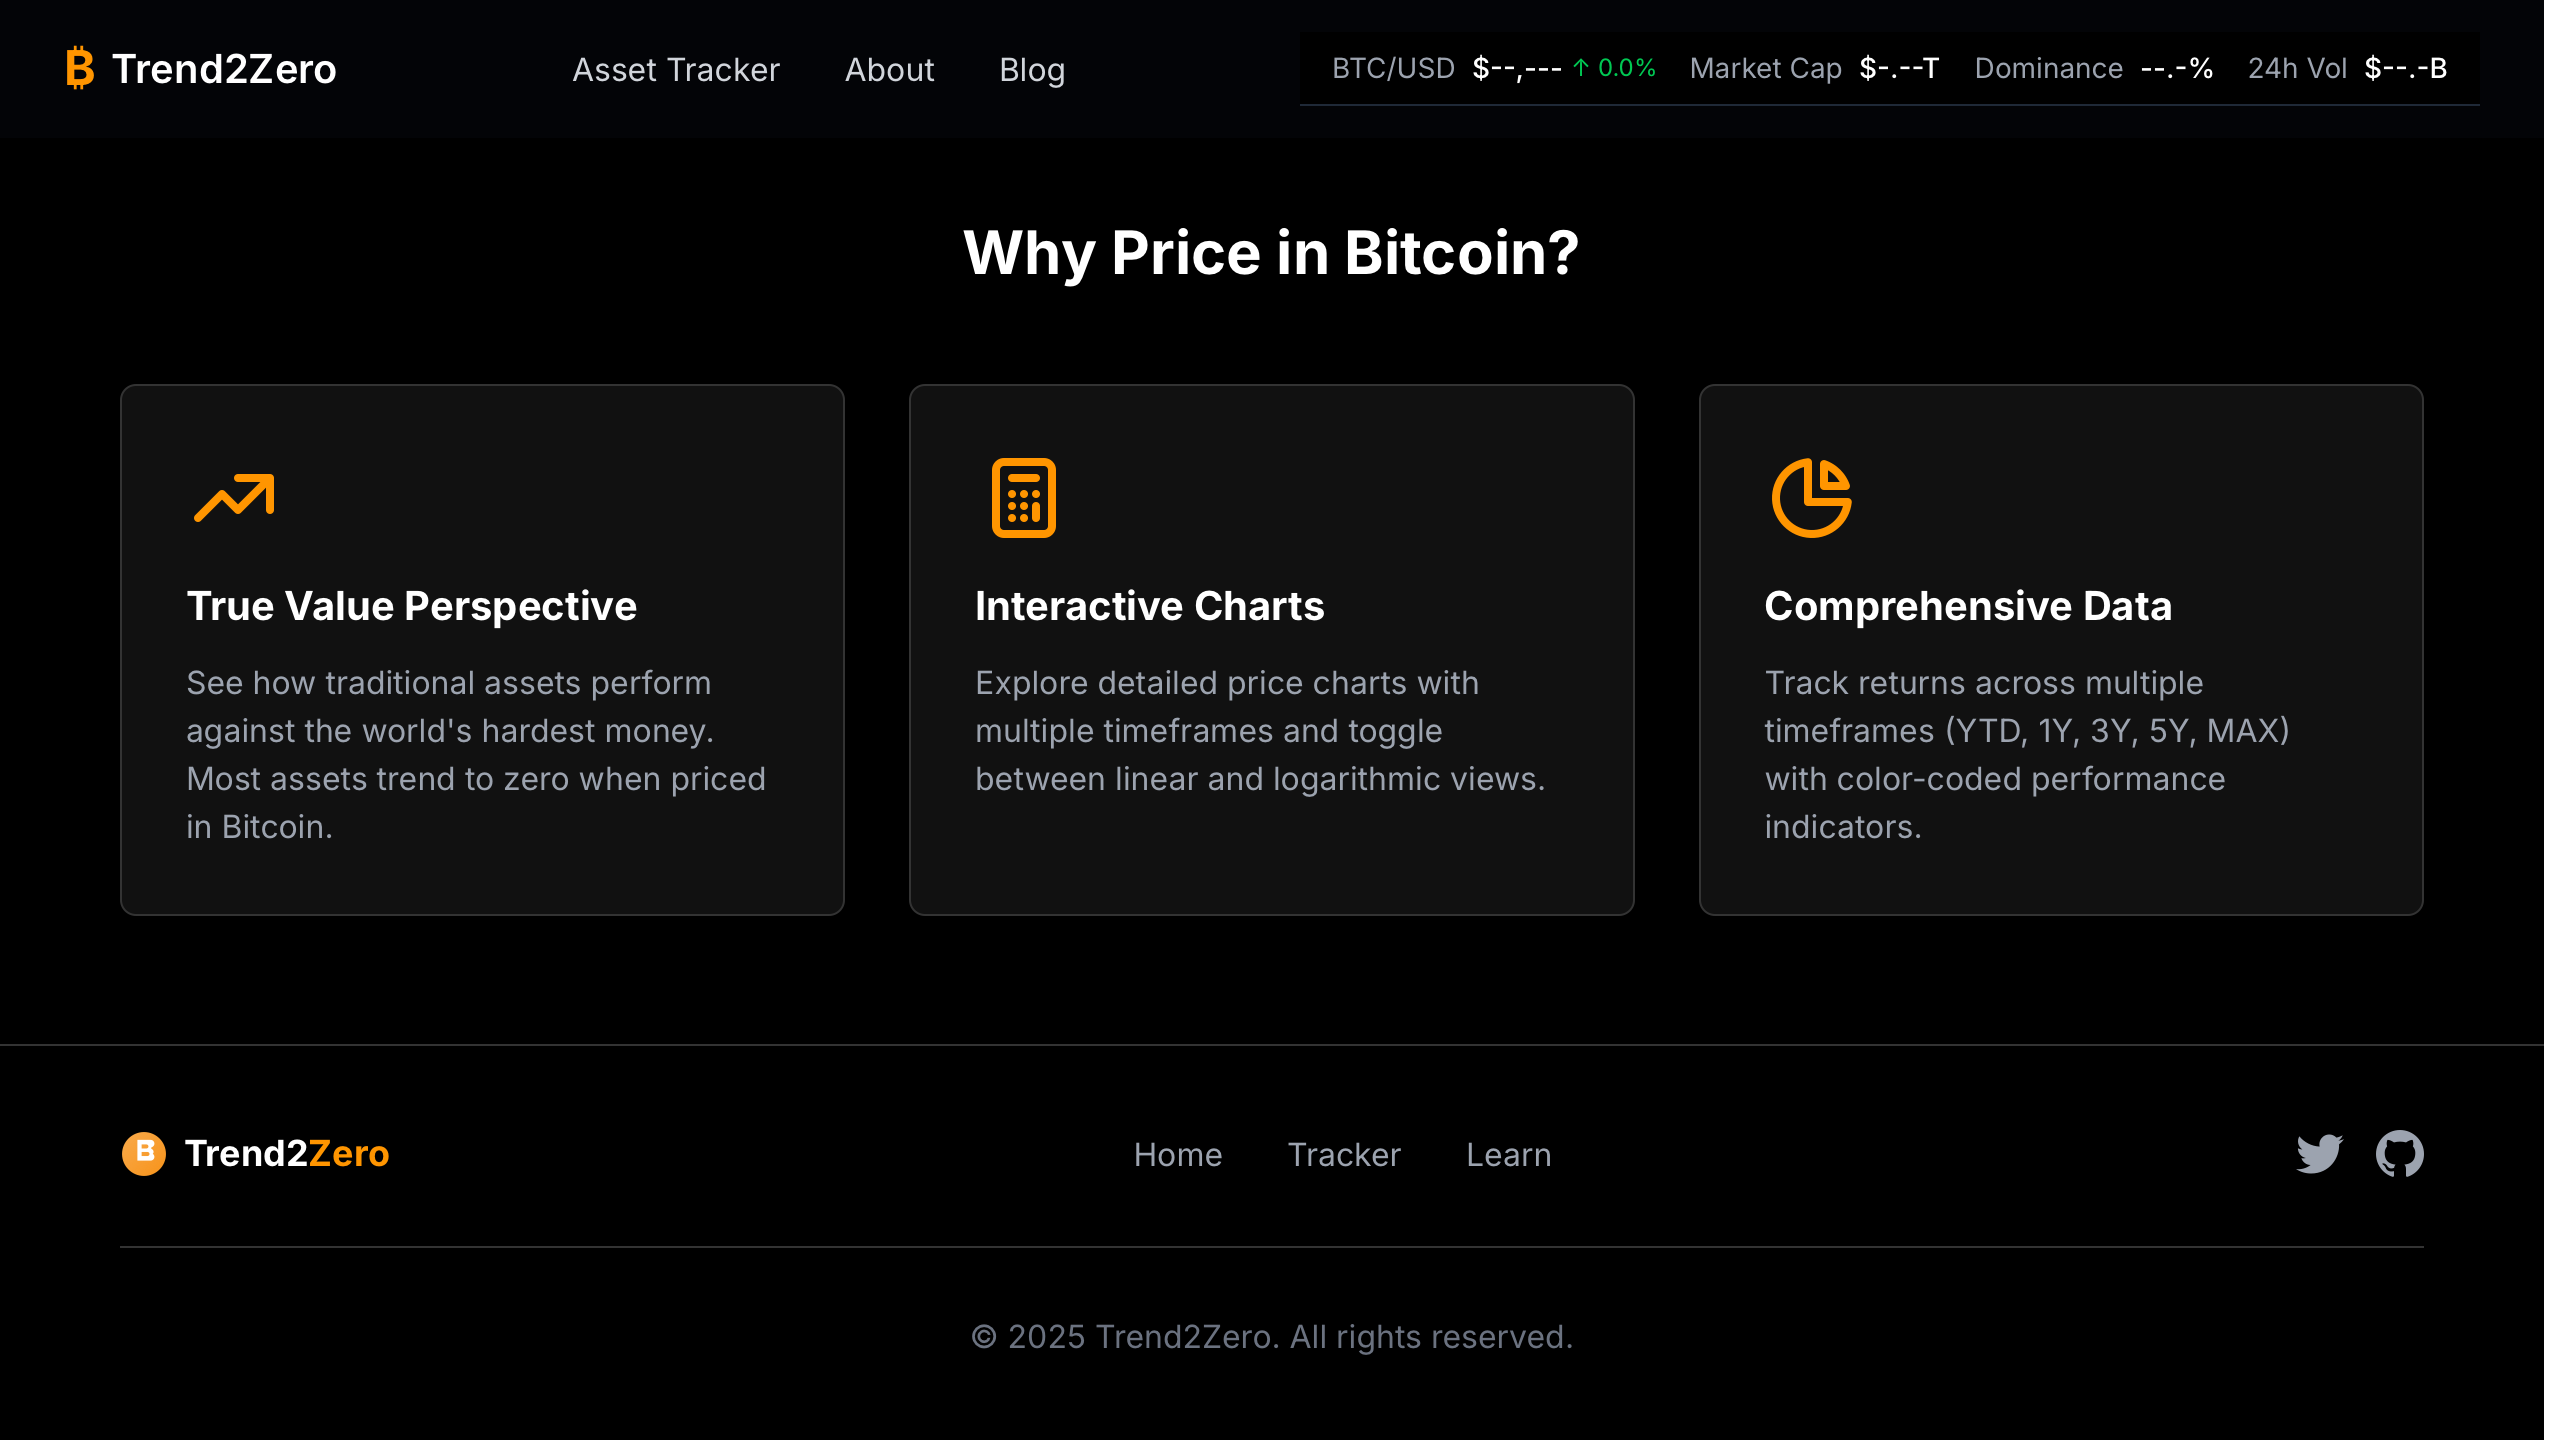 Trend2Zero
Asset Tracker
About
Blog
BTC/USD $--,--- ↑ 0.0%
Market Cap $-.--T
Dominance --.-%
24h Vol $--.-B
Why Price in Bitcoin?
True Value Perspective
See how traditional assets perform
against the world's hardest money.
Most assets trend to zero when priced
in Bitcoin.
Interactive Charts
Explore detailed price charts with
multiple timeframes and toggle
between linear and logarithmic views.
Comprehensive Data
Track returns across multiple
timeframes (YTD, 1Y, 3Y, 5Y, MAX)
with color-coded performance
indicators.
B Trend2Zero
Home
Tracker
Learn
© 2025 Trend2Zero. All rights reserved.